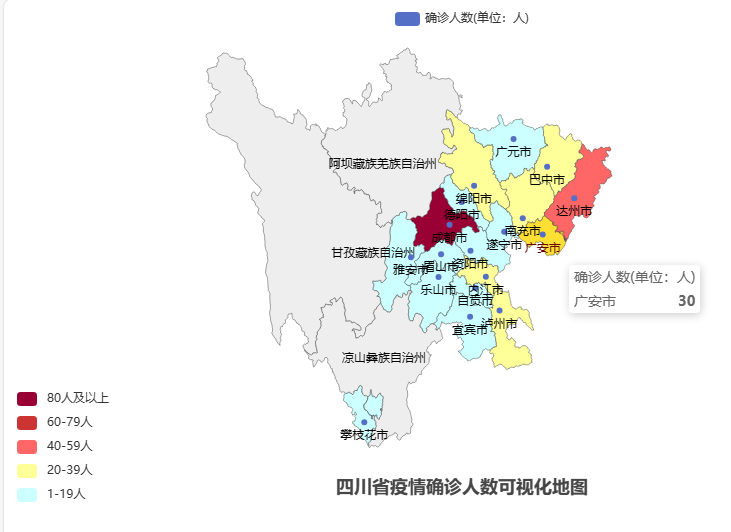 确诊人数(单位：人)
广元市
阿坝藏族羌族自治州
巴中市
绵阳市
德阳市
达州市
南充市
成都市
遂宁市
广安市
甘孜藏族自治州
资阳市
眉山市
雅安市
确诊人数(单位：人)
乐山市
内江市
自贡市
广安市 30
泸州市
宜宾市
凉山彝族自治州
80人及以上
60-79人
攀枝花市
40-59人
20-39人
四川省疫情确诊人数可视化地图
1-19人